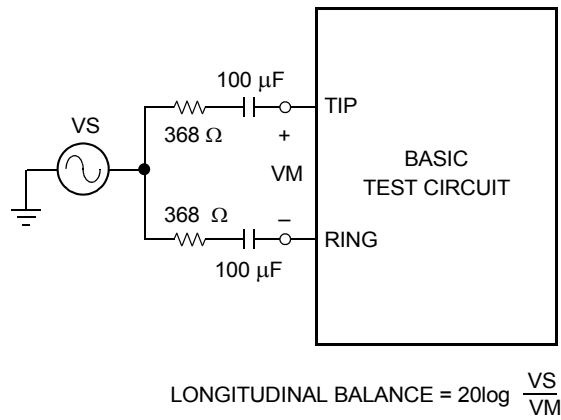 100 μF
TIP
VS
368 Ω
+
VM
BASIC
TEST CIRCUIT
368 Ω
–
RING
100 μF
LONGITUDINAL BALANCE = 20log VS
VM